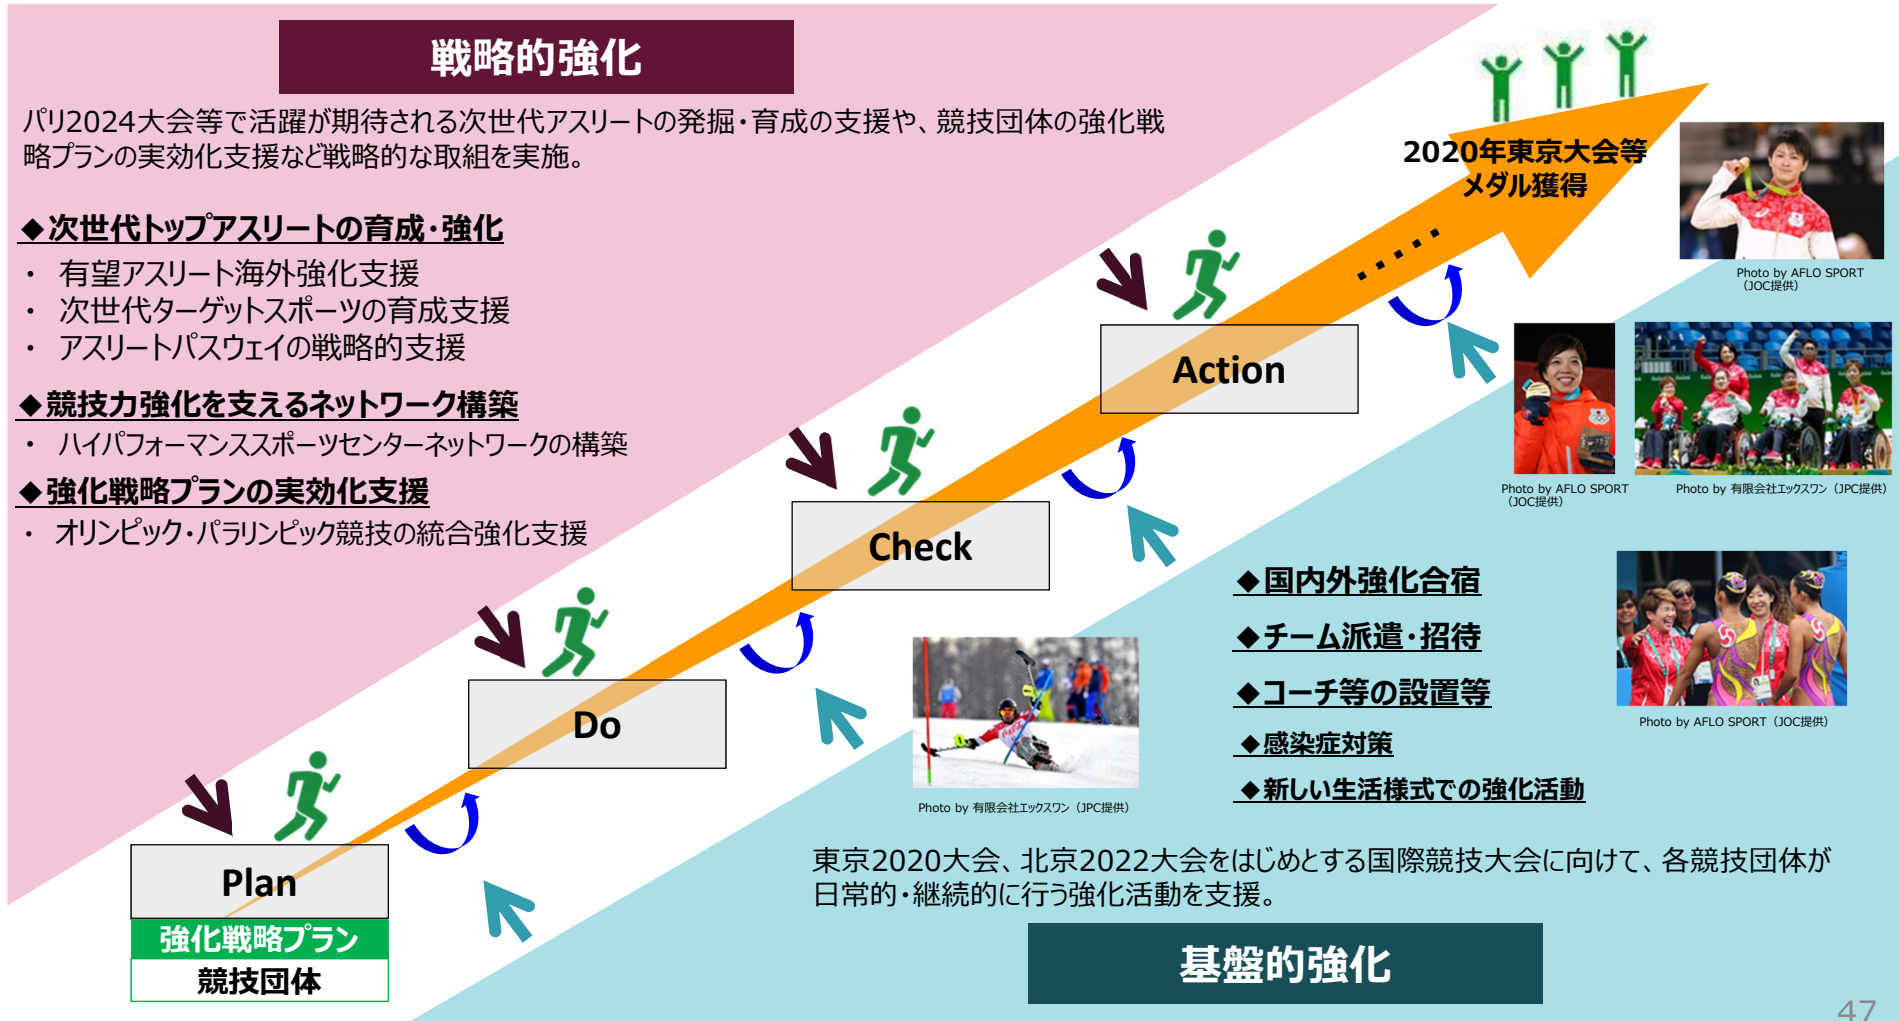 戦略的強化
パリ2024大会等で活躍が期待される次世代アスリートの発掘・育成の支援や、競技団体の強化戦
略プランの実効化支援など戦略的な取組を実施。
◆次世代トップアスリートの育成・強化
・ 有望アスリート海外強化支援
・ 次世代ターゲットスポーツの育成支援
・ アスリートパスウェイの戦略的支援
◆競技力強化を支えるネットワーク構築
・ ハイパフォーマンススポーツセンターネットワークの構築
◆強化戦略プランの実効化支援
・ オリンピック・パラリンピック競技の統合強化支援
2020年東京大会等
メダル獲得
Photo by AFLO SPORT
（JOC提供）
Action
Photo by AFLO SPORT
（JOC提供）
Photo by 有限会社エックスワン（JPC提供）
Check
Do
Plan
強化戦略プラン
競技団体
◆国内外強化合宿
◆チーム派遣・招待
◆コーチ等の設置等
◆感染症対策
◆新しい生活様式での強化活動
Photo by AFLO SPORT（JOC提供）
Photo by 有限会社エックスワン（JPC提供）
東京2020大会、北京2022大会をはじめとする国際競技大会に向けて、各競技団体が
日常的・継続的に行う強化活動を支援。
基盤的強化
47